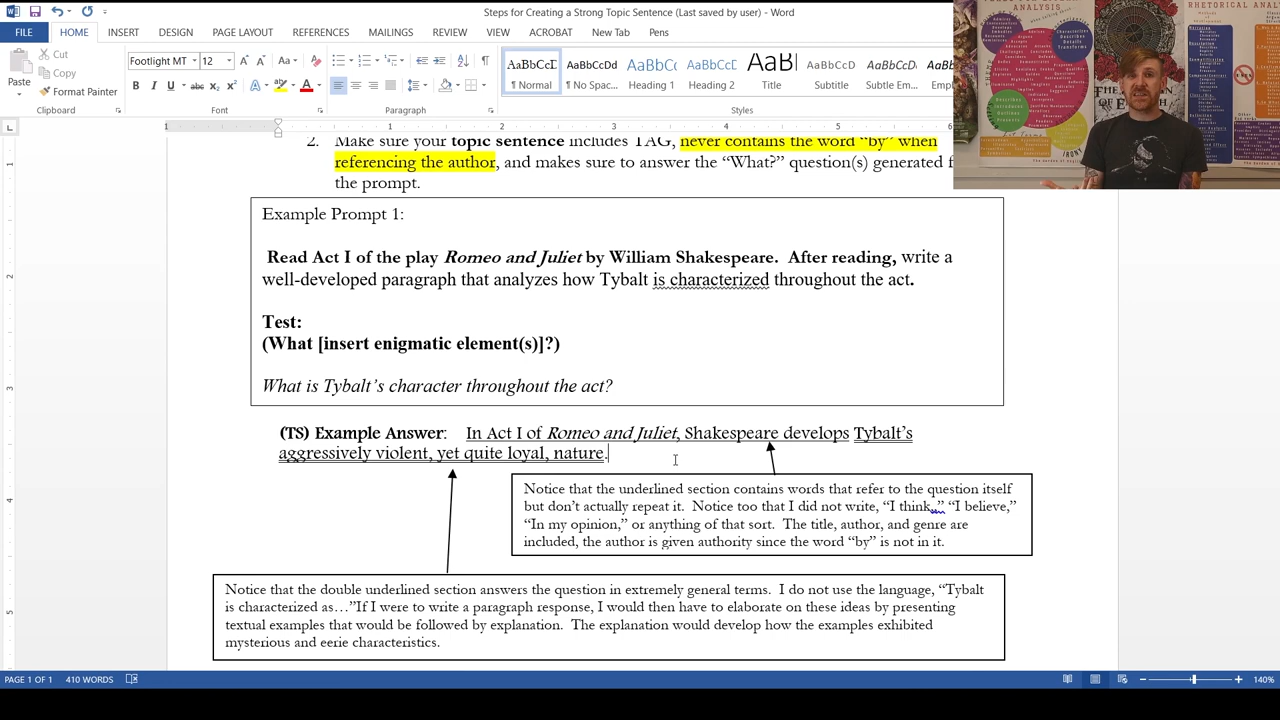 Steps for Creating a Strong Topic Sentence (Last saved by user) - Word
FILE HOME INSERT DESIGN PAGE LAYOUT REFERENCES MAILINGS REVIEW VIEW ACROBAT New Tab Pens
Cut
Copy
Format Painter
Paste
Footlight MT 12
AaBbCcD AaBbCcDc AaBbC AaBbCcD AaBl AaBbCcD AaBbCcDc
Normal ¶ No Spac... Heading 1 Heading 2 Title Subtitle Subtle Em...
Clipboard Font Paragraph Styles
ANALYSIS
RHETORICAL ANALYSIS
IRONY
2. Make sure your topic sentence includes TAG, never contains the word “by” when
referencing the author, and makes sure to answer the “What?” question(s) generated f
the prompt.
Example Prompt 1:
Read Act I of the play Romeo and Juliet by William Shakespeare. After reading, write a
well-developed paragraph that analyzes how Tybalt is characterized throughout the act.
Test:
(What [insert enigmatic element(s)]?)
What is Tybalt’s character throughout the act?
(TS) Example Answer: In Act I of Romeo and Juliet, Shakespeare develops Tybalt’s
aggressively violent, yet quite loyal, nature.
Notice that the underlined section contains words that refer to the question itself
but don’t actually repeat it. Notice too that I did not write, “I think,,” “I believe,”
“In my opinion,” or anything of that sort. The title, author, and genre are
included, the author is given authority since the word “by” is not in it.
Notice that the double underlined section answers the question in extremely general terms. I do not use the language, “Tybalt
is characterized as…”If I were to write a paragraph response, I would then have to elaborate on these ideas by presenting
textual examples that would be followed by explanation. The explanation would develop how the examples exhibited
mysterious and eerie characteristics.
PAGE 1 OF 1 410 WORDS 140%